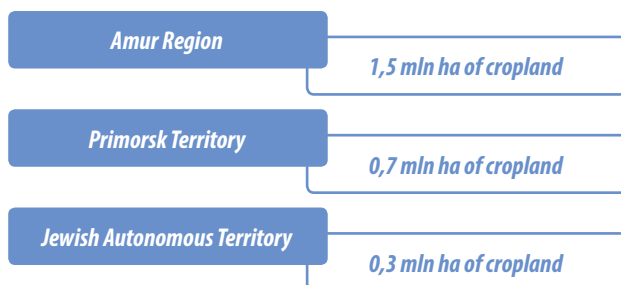 Amur Region
1,5 mln ha of cropland
Primorsk Territory
0,7 mln ha of cropland
Jewish Autonomous Territory
0,3 mln ha of cropland